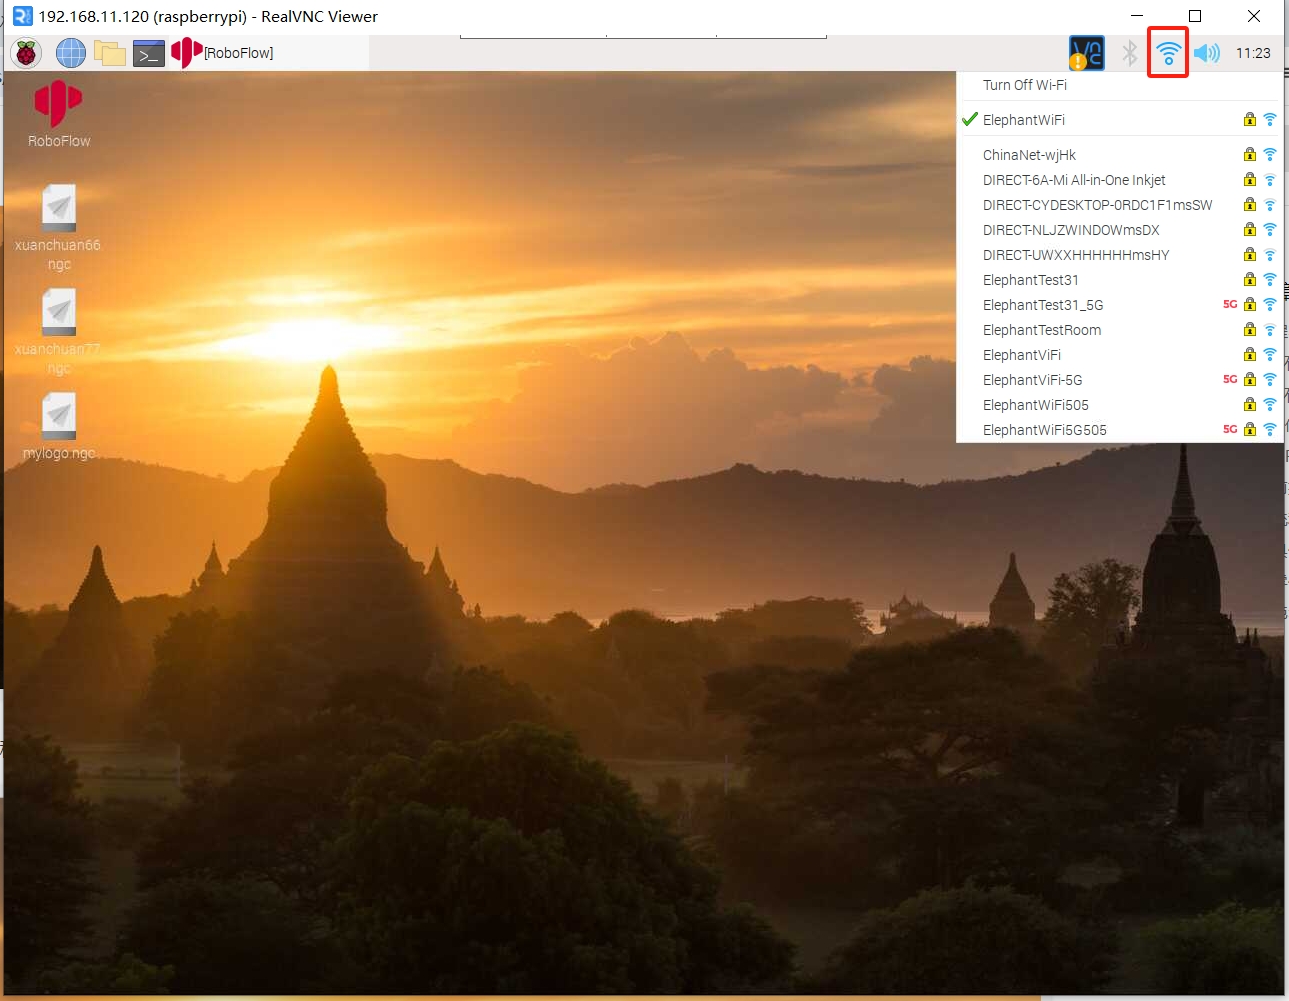 192.168.11.120 (raspberrypi) - RealVNC Viewer
[RoboFlow]
11:23
Turn Off Wi-Fi
ElephantWiFi
ChinaNet-wjHk
DIRECT-6A-Mi All-in-One Inkjet
DIRECT-CYDESKTOP-0RDC1F1msSW
DIRECT-NLJZWINDOWmsDX
DIRECT-UWXXHHHHHHmsHY
ElephantTest31
ElephantTest31_5G 5G
ElephantTestRoom
ElephantViFi
ElephantViFi-5G 5G
ElephantWiFi505
ElephantWiFi5G505 5G
RoboFlow
xuanchuan66.
ngc
xuanchuan77.
ngc
mylogo.ngc